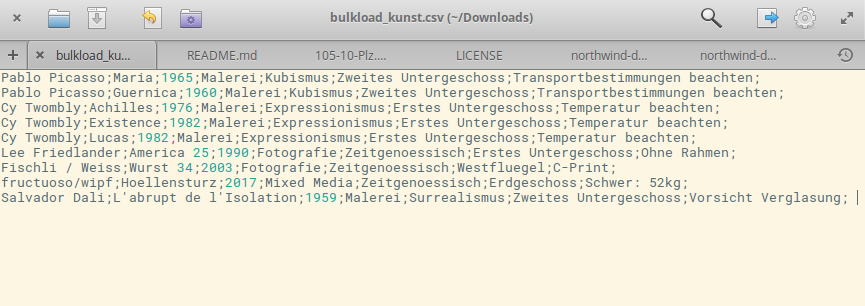 bulkload_kunst.csv (~/Downloads)
bulkload_ku... README.md 105-10-Plz.... LICENSE northwind-d... northwind-d...
Pablo Picasso;Maria;1965;Malerei;Kubismus;Zweites Untergeschoss;Transportbestimmungen beachten;
Pablo Picasso;Guernica;1960;Malerei;Kubismus;Zweites Untergeschoss;Transportbestimmungen beachten;
Cy Twombly;Achilles;1976;Malerei;Expressionismus;Erstes Untergeschoss;Temperatur beachten;
Cy Twombly;Existence;1982;Malerei;Expressionismus;Erstes Untergeschoss;Temperatur beachten;
Cy Twombly;Lucas;1982;Malerei;Expressionismus;Erstes Untergeschoss;Temperatur beachten;
Lee Friedlander;America 25;1990;Fotografie;Zeitgenoessisch;Erstes Untergeschoss;Ohne Rahmen;
Fischli / Weiss;Wurst 34;2003;Fotografie;Zeitgenoessisch;Westfluegel;C-Print;
fructuoso/wipf;Hoellensturz;2017;Mixed Media;Zeitgenoessisch;Erdgeschoss;Schwer: 52kg;
Salvador Dali;L'abrupt de l'Isolation;1959;Malerei;Surrealismus;Zweites Untergeschoss;Vorsicht Verglasung;